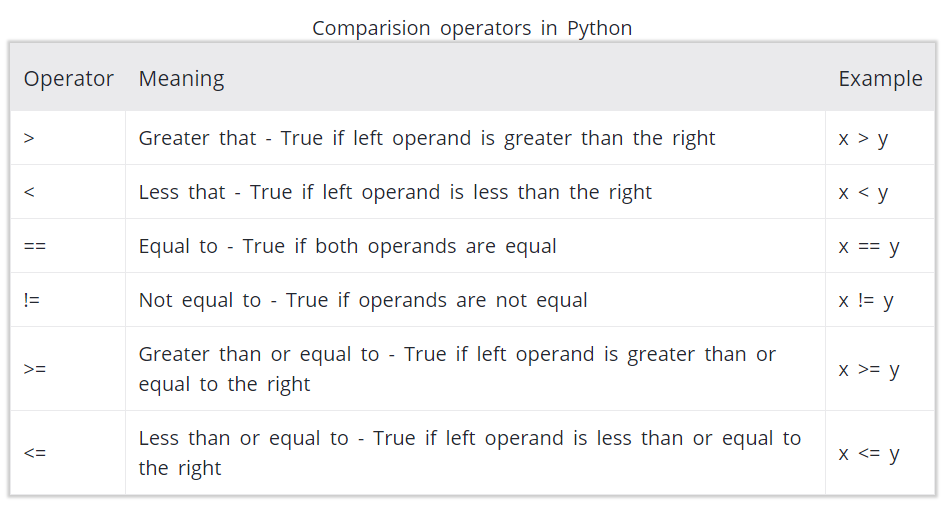 Comparision operators in Python
Operator Meaning Example
> Greater that - True if left operand is greater than the right x > y
< Less that - True if left operand is less than the right x < y
== Equal to - True if both operands are equal x == y
!= Not equal to - True if operands are not equal x != y
>= Greater than or equal to - True if left operand is greater than or
equal to the right x >= y
<= Less than or equal to - True if left operand is less than or equal to
the right x <= y